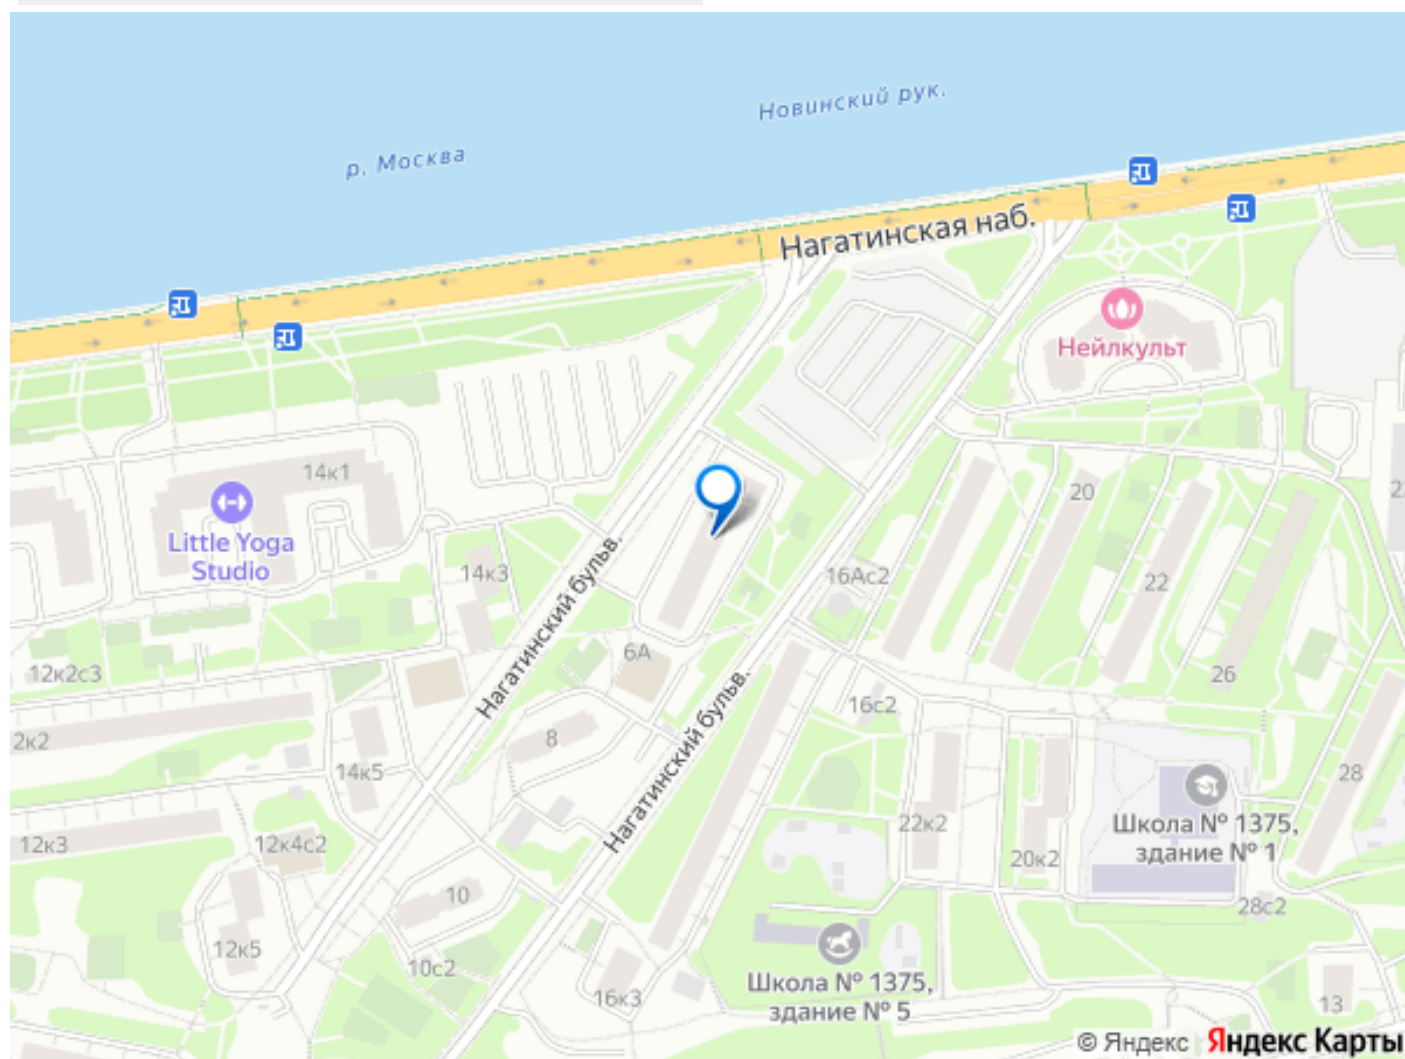 Новинский рук.
р. Москва
Нагатинская наб.
Нейлкульт
14к1
20
Little Yoga
Studio
14к3
Нагатинский бульв.
16Ас2
22
6А
12к2с3
26
Нагатинский бульв.
16с2
8
2к2
14к5
28
Школа № 1375,
здание № 1
22к2
12к3
12к4с2
20к2
10
28с2
12к5
10с2
Школа № 1375,
здание № 5
16к3
13
© Яндекс Яндекс Карты